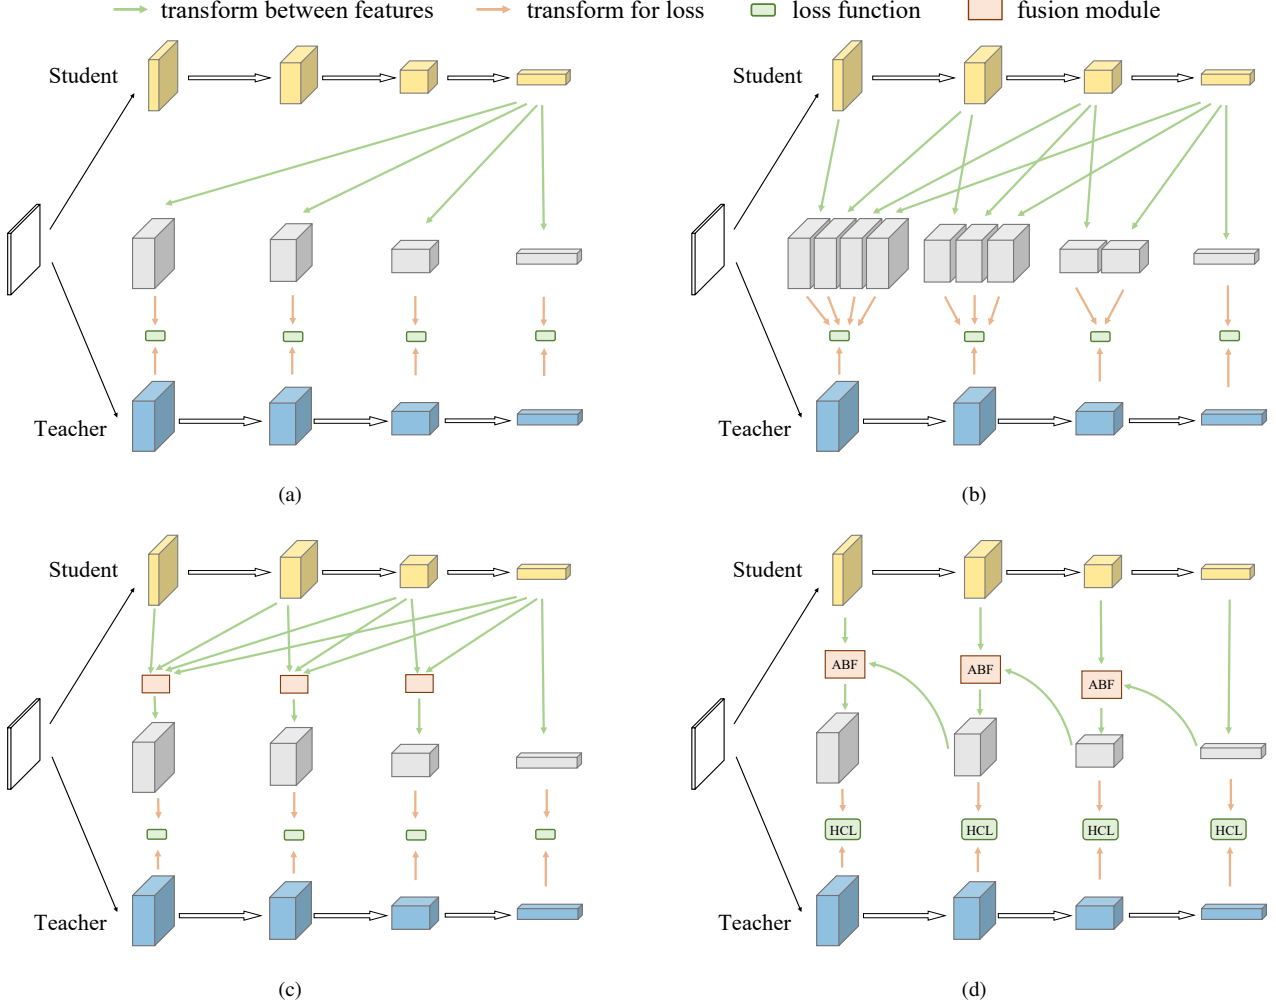 transform between features transform for loss loss function fusion module
Student Student
Teacher Teacher
(a) (b)
Student Student
ABF ABF ABF
HCL HCL HCL HCL
Teacher Teacher
(c) (d)